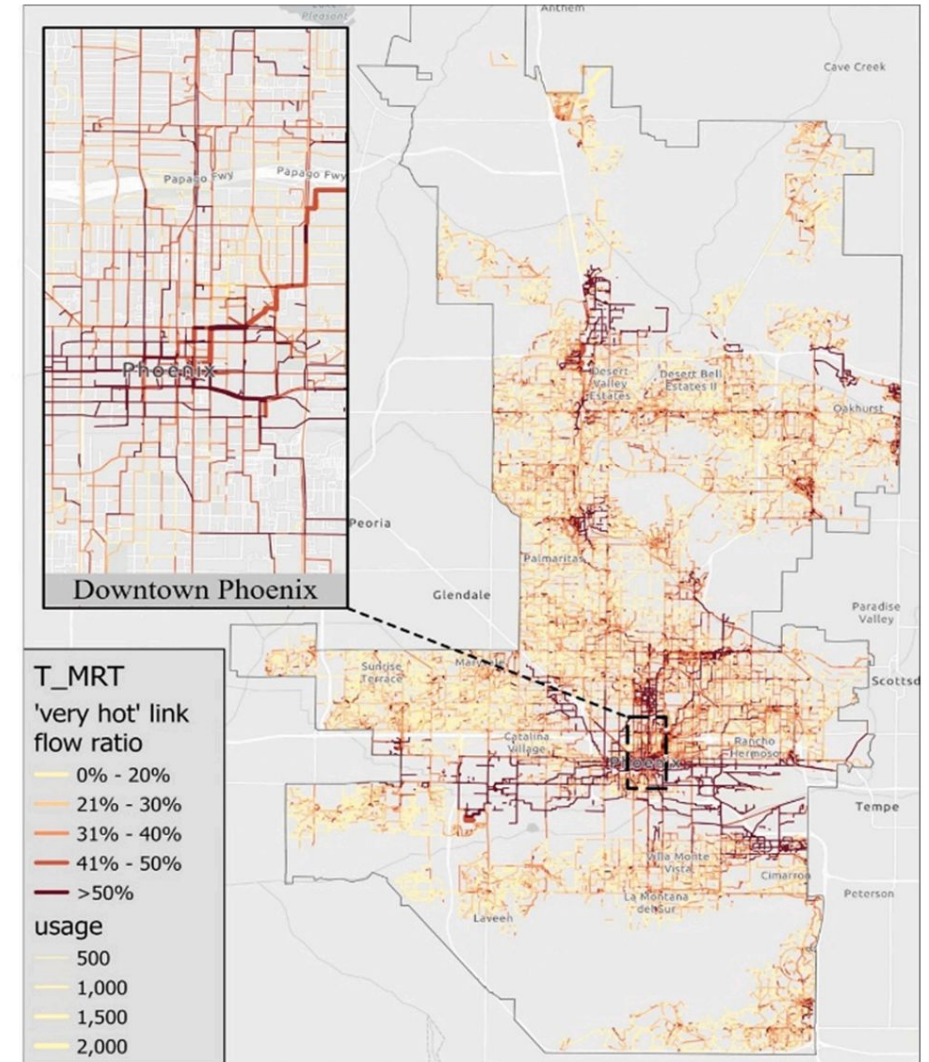 Pleasant
Anthem
Cave Creek
Papago Fwy
Papago Fwy
Phoenix
Downtown Phoenix
Desert
Valley
Estates
Desert Bell
Estates II
Oakhurst
Peoria
Palmaritas
Glendale
Paradise
Valley
Sunrise
Terrace
Maryvale
Scottsd
Catalina
Village
Rancho
Hermoso
Phoenix
Tempe
Villa Monte
Vista
Cimarron
Peterson
La Montana
del Sur
Laveen
T_MRT
'very hot' link
flow ratio
0% - 20%
21% - 30%
31% - 40%
41% - 50%
>50%
usage
500
1,000
1,500
2,000